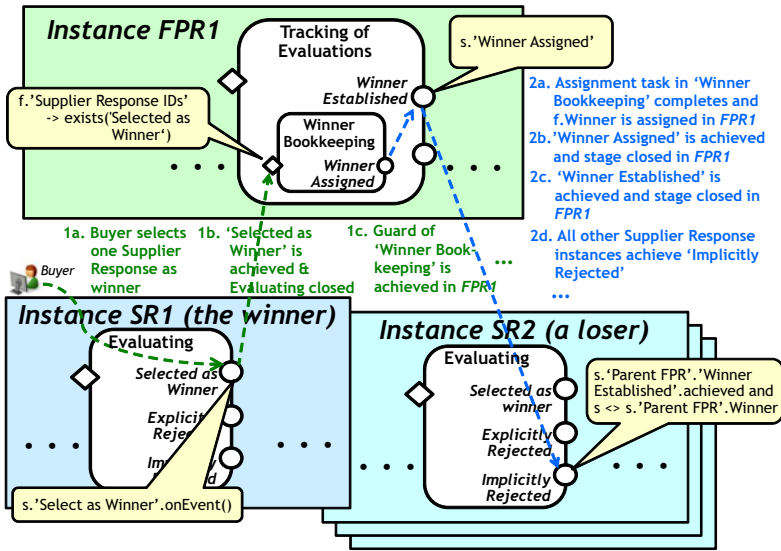 Instance FPR1
Tracking of
Evaluations
s.’Winner Assigned’
Winner
Established
f.’Supplier Response IDs’
-> exists(‘Selected as
Winner‘)
Winner
Bookkeeping
Winner
Assigned
. . .
. . .
2a. Assignment task in ‘Winner
Bookkeeping’ completes and
f.Winner is assigned in FPR1
2b.’Winner Assigned’ is achieved
and stage closed in FPR1
2c. ‘Winner Established’ is
achieved and stage closed in
FPR1
2d. All other Supplier Response
instances achieve ‘Implicitly
Rejected’
...
1a. Buyer selects
one Supplier
Response as
winner
1b. ‘Selected as
Winner’ is
achieved &
Evaluating closed
1c. Guard of
‘Winner Book-
keeping’ is
achieved in FPR1
...
Buyer
Instance SR1 (the winner)
Evaluating
Selected as
Winner
Explicitl
Rejec
Im y
ed
. . .
. . .
s.’Select as Winner’.onEvent()
Instance SR2 (a loser)
Evaluating
Selected as
winner
Explicitly
Rejected
Implicitly
Rejected
. . .
. . .
s.‘Parent FPR’.’Winner
Established’.achieved and
s <> s.’Parent FPR’.Winner